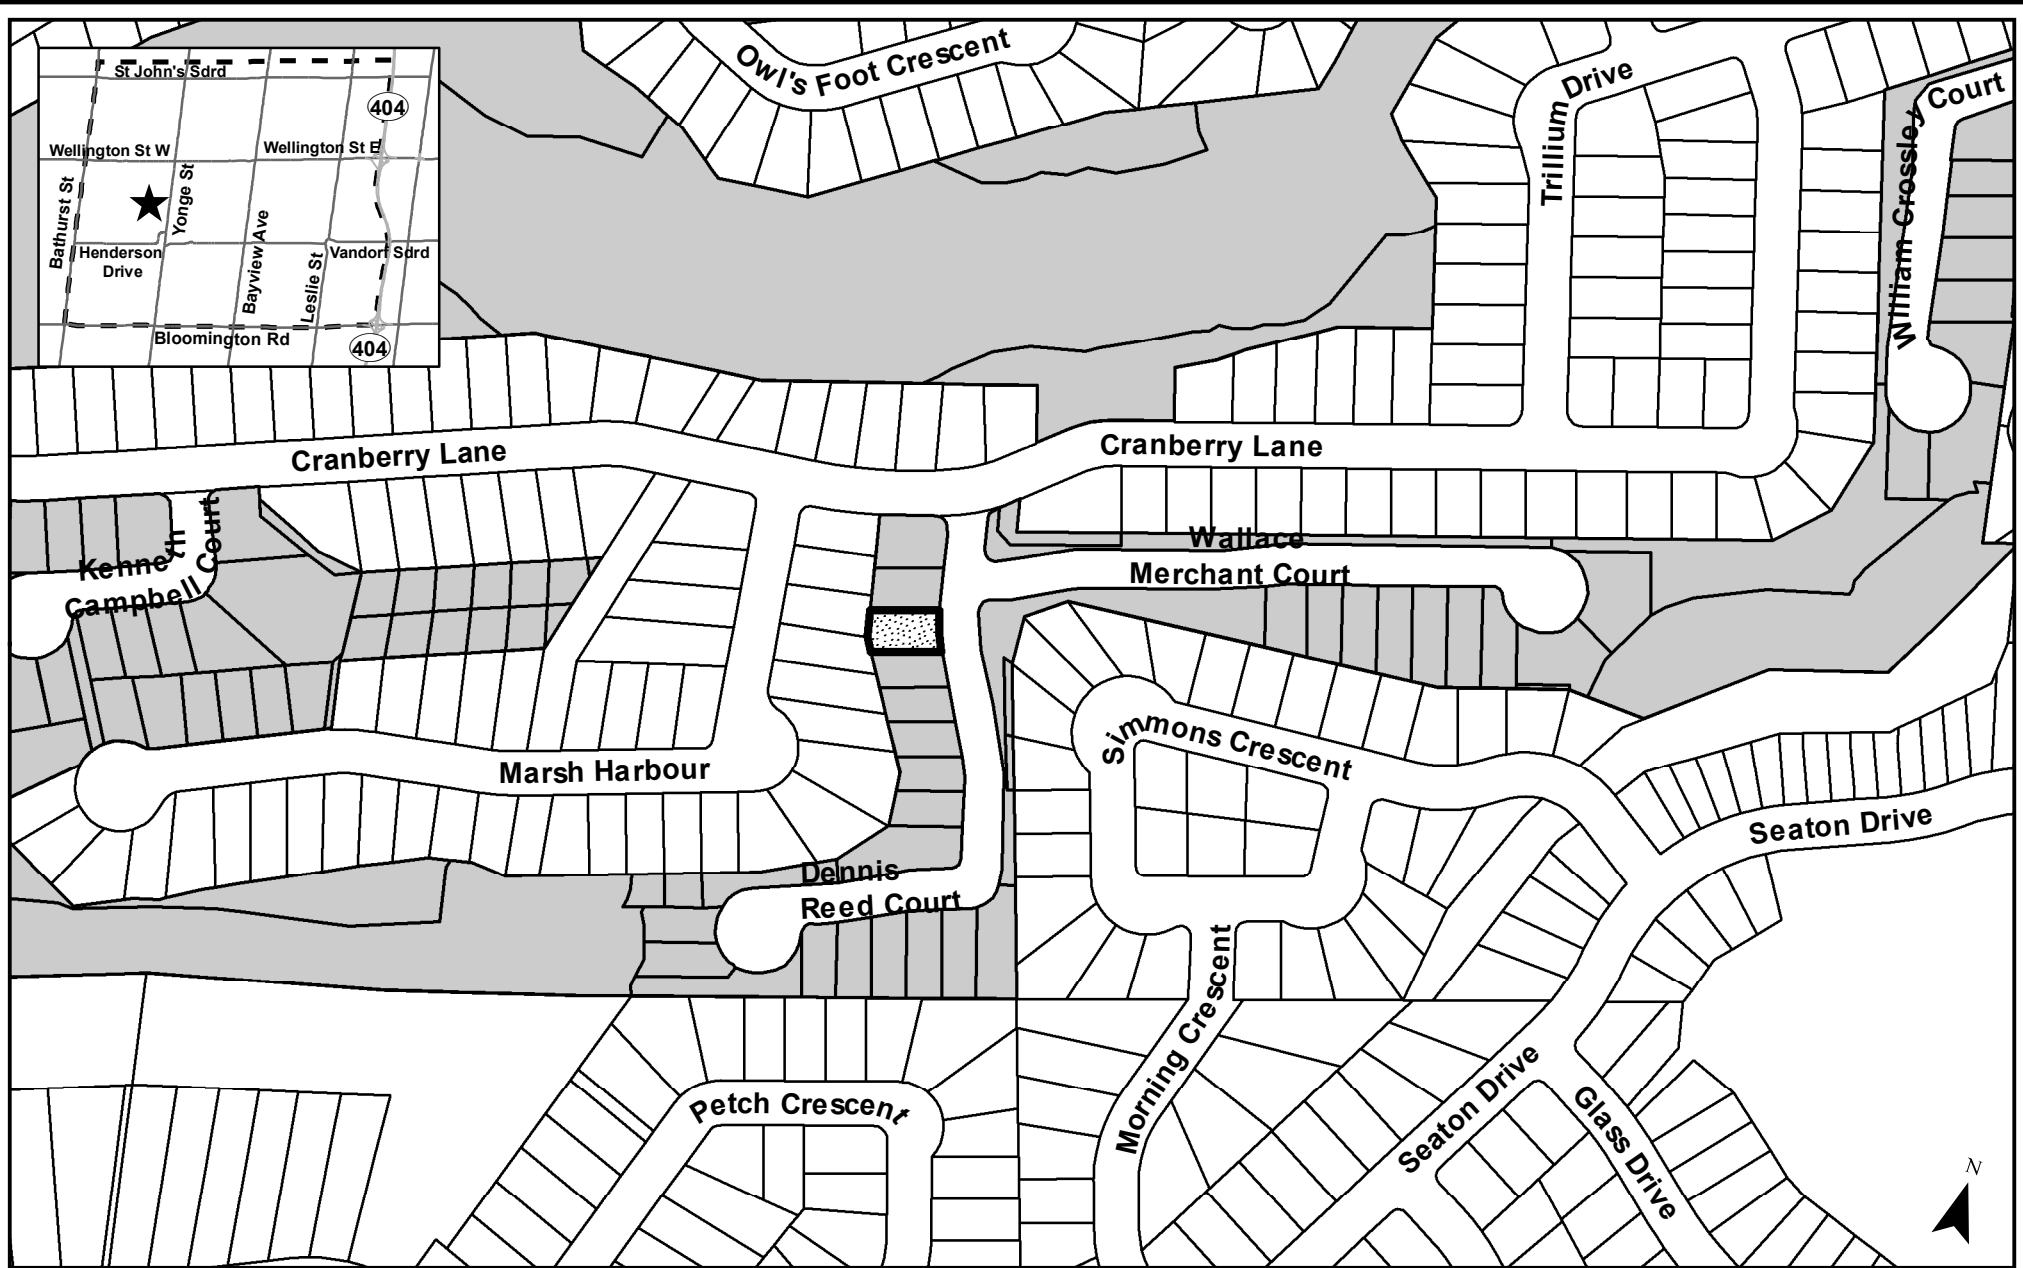 Owl's Foot Crescent
Trillium Drive
William Crossley Court
St John's Sdrd
404
Wellington St W
Wellington St E
Bathurst St
Yonge St
Bayview Ave
Leslie St
Henderson
Drive
Vandorf Sdrd
Bloomington Rd
404
Cranberry Lane
Cranberry Lane
Kenneth
Campbell Court
Wallace
Merchant Court
Marsh Harbour
Simmons Crescent
Seaton Drive
Dennis
Reed Court
Morning Crescent
Petch Crescent
Seaton Drive
Glass Drive
N